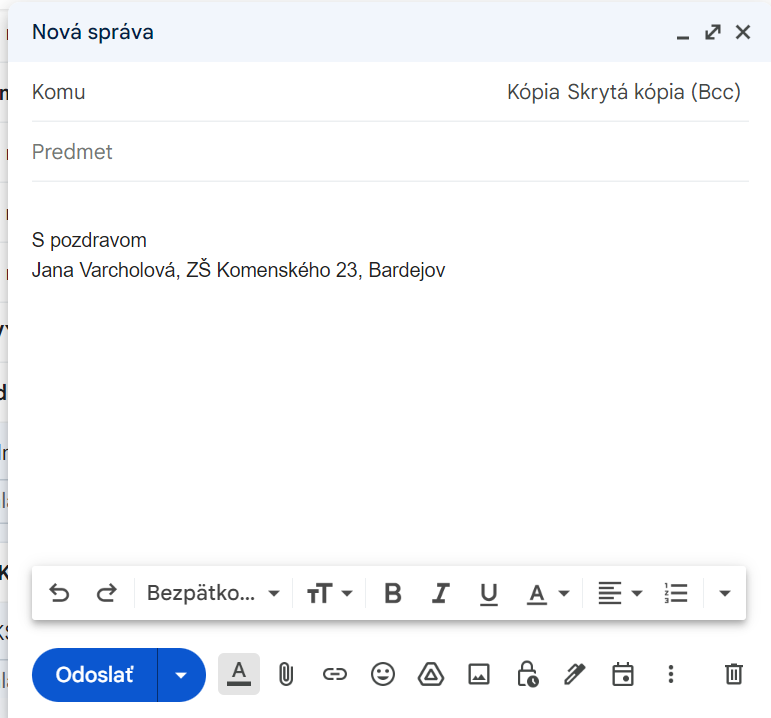 Nová správa
Komu Kópia Skrytá kópia (Bcc)
Predmet
S pozdravom
Jana Varcholová, ZŠ Komenského 23, Bardejov
Bezpätko... B I U A
Odoslať A